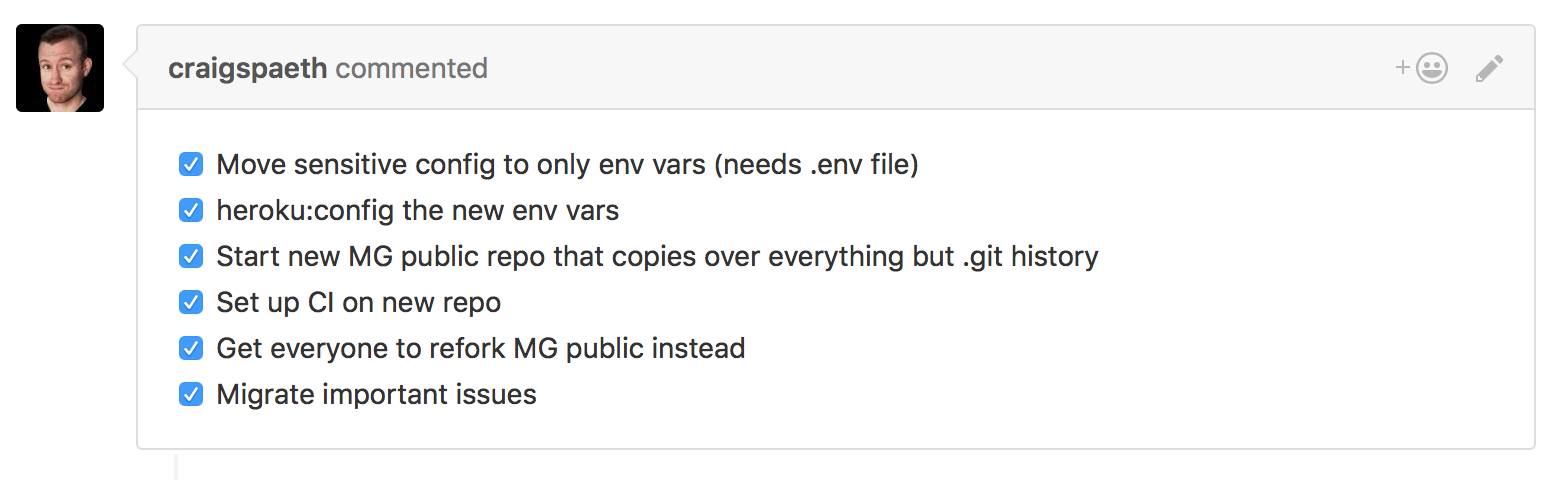 craigspaeth commented
Move sensitive config to only env vars (needs .env file)
heroku:config the new env vars
Start new MG public repo that copies over everything but .git history
Set up CI on new repo
Get everyone to refork MG public instead
Migrate important issues